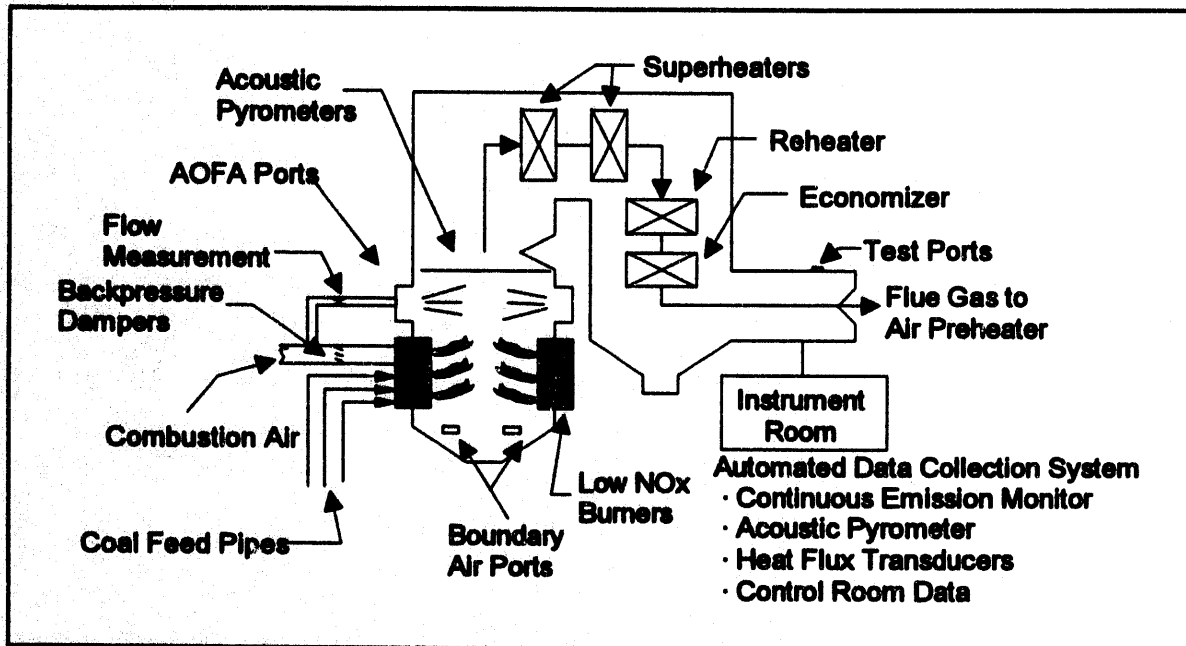 Superheaters
Acoustic
Pyrometers
Reheater
AOFA Ports
Economizer
Flow
Measurement
Test Ports
Backpressure
Dampers
Flue Gas to
Air Preheater
Instrument
Room
Combustion Air
Automated Data Collection System
· Continuous Emission Monitor
· Acoustic Pyrometer
· Heat Flux Transducers
· Control Room Data
Low NOx
Burners
Boundary
Air Ports
Coal Feed Pipes